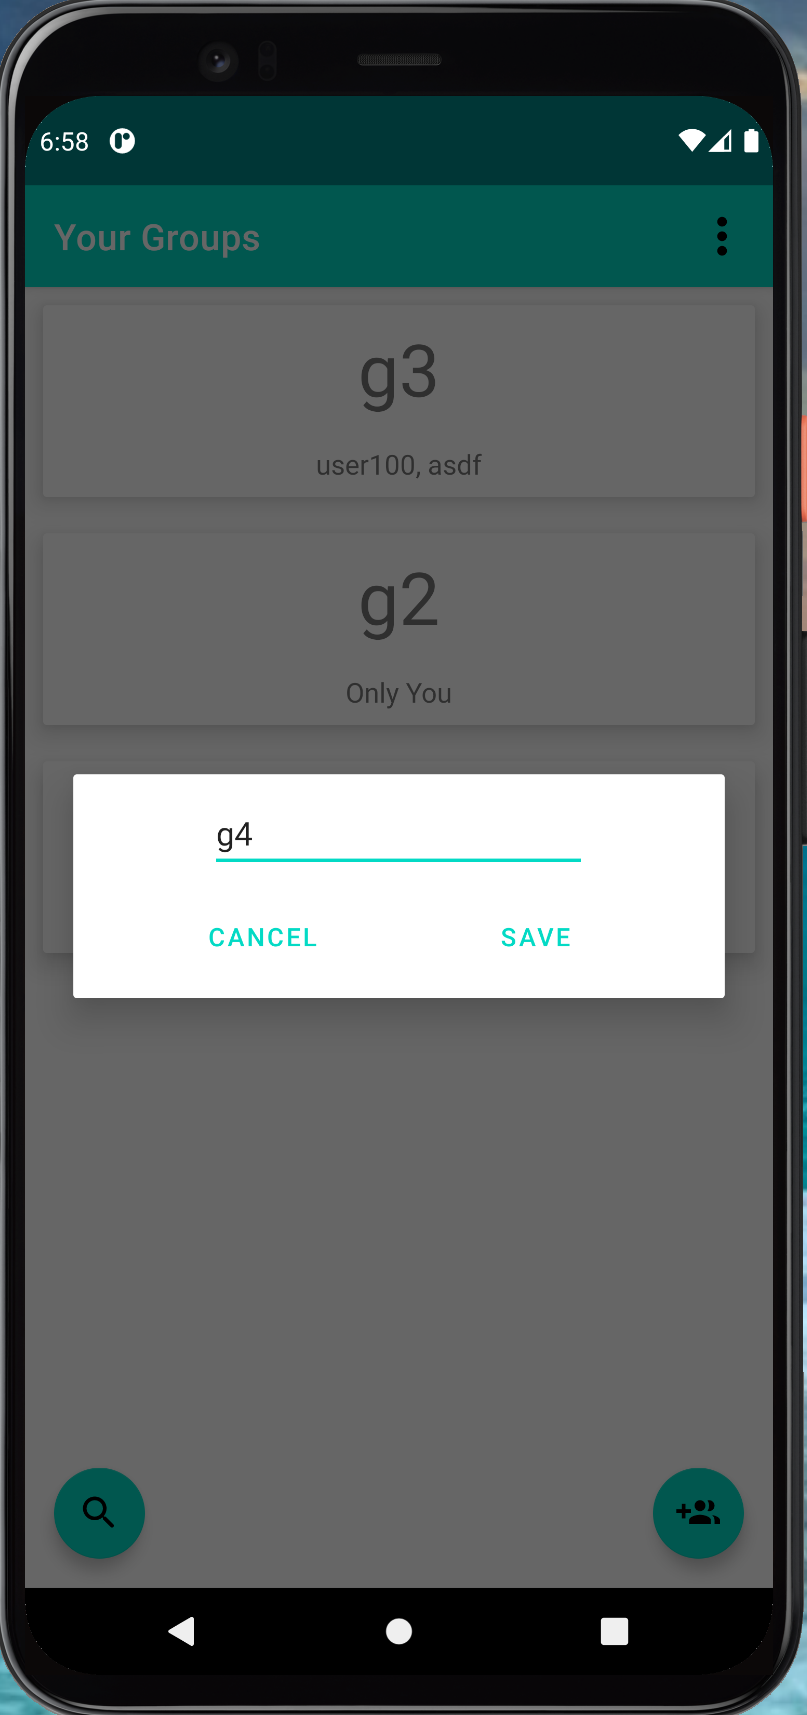 6:58
Your Groups
g3
user100, asdf
g2
Only You
g4
CANCEL SAVE